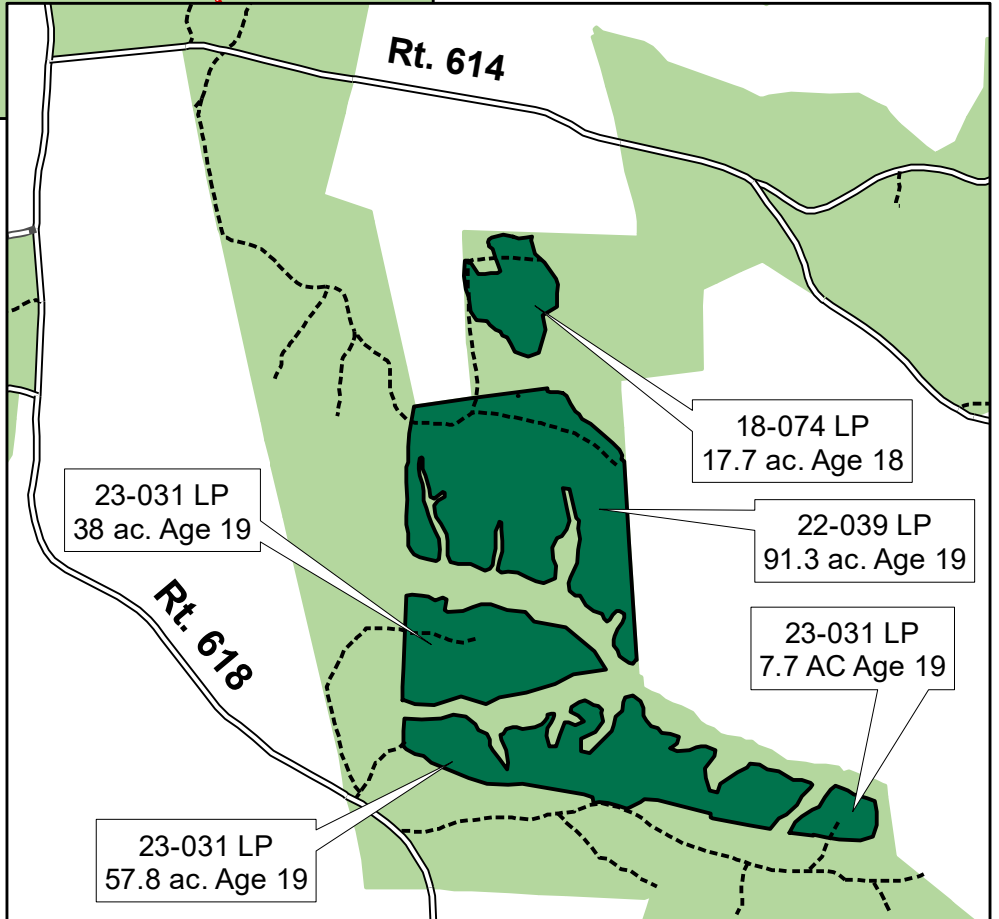 Rt. 614
18-074 LP
17.7 ac. Age 18
23-031 LP
38 ac. Age 19
22-039 LP
91.3 ac. Age 19
Rt. 618
23-031 LP
7.7 AC Age 19
23-031 LP
57.8 ac. Age 19